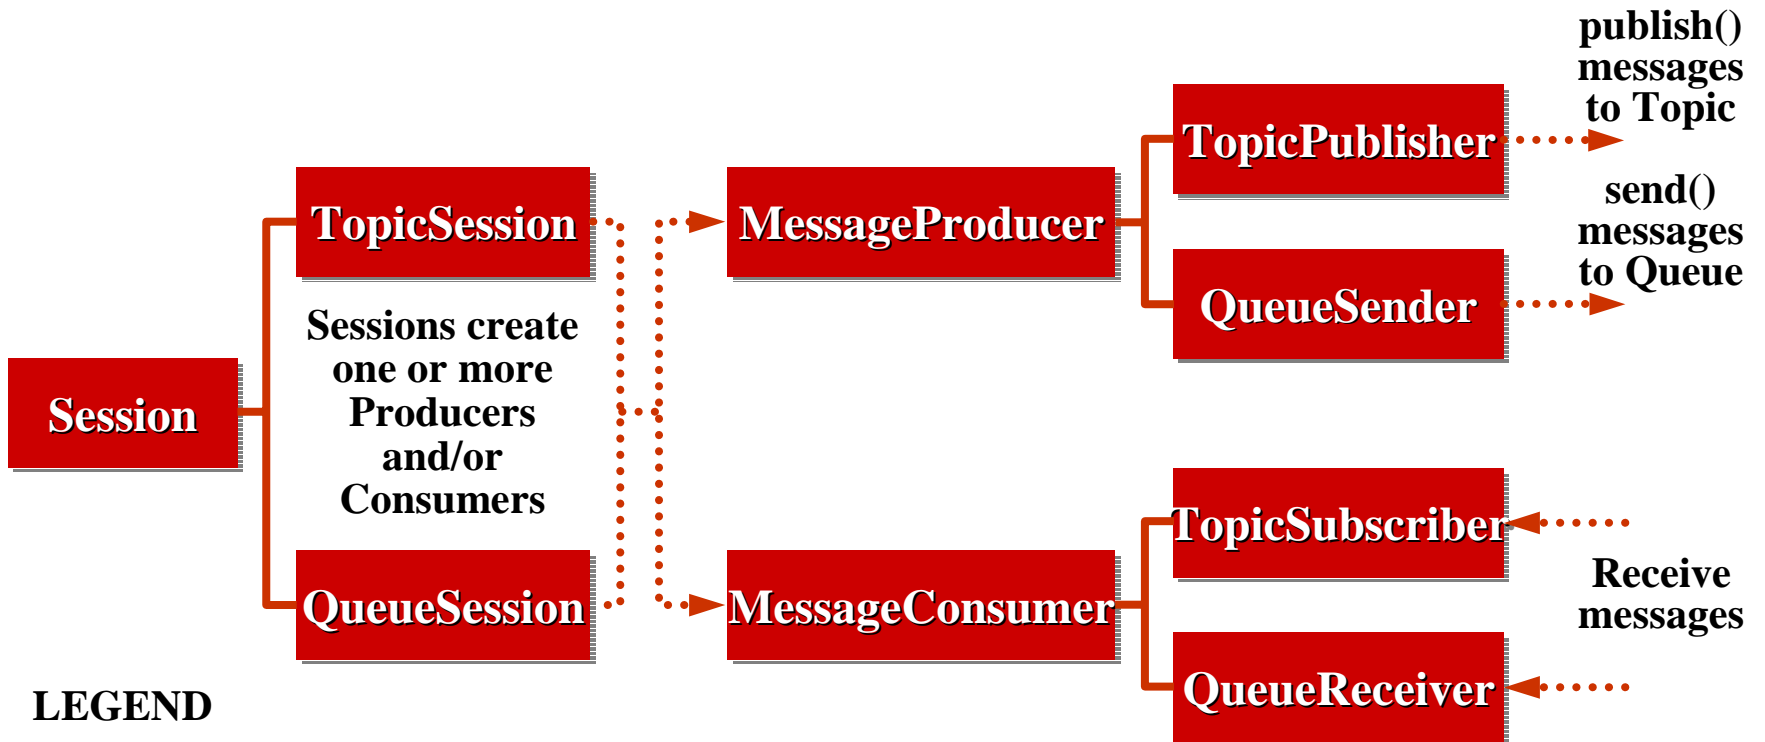 publish()
messages
to Topic
TopicPublisher
send()
messages
to Queue
TopicSession
MessageProducer
QueueSender
Sessions create
one or more
Producers
and/or
Consumers
Session
TopicSubscriber
Receive
messages
QueueSession
MessageConsumer
QueueReceiver
LEGEND